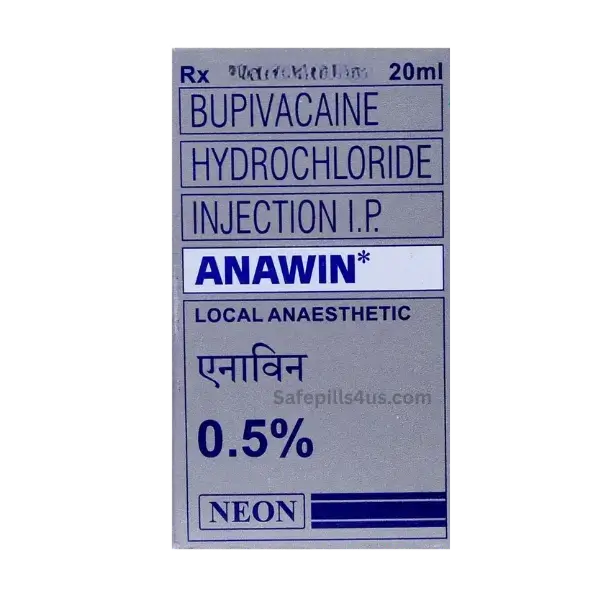 Rx 20ml
BUPIVACAINE
HYDROCHLORIDE
INJECTION I.P.
ANAWIN*
LOCAL ANAESTHETIC
एनाविन
Safepills4us.com
0.5%
NEON